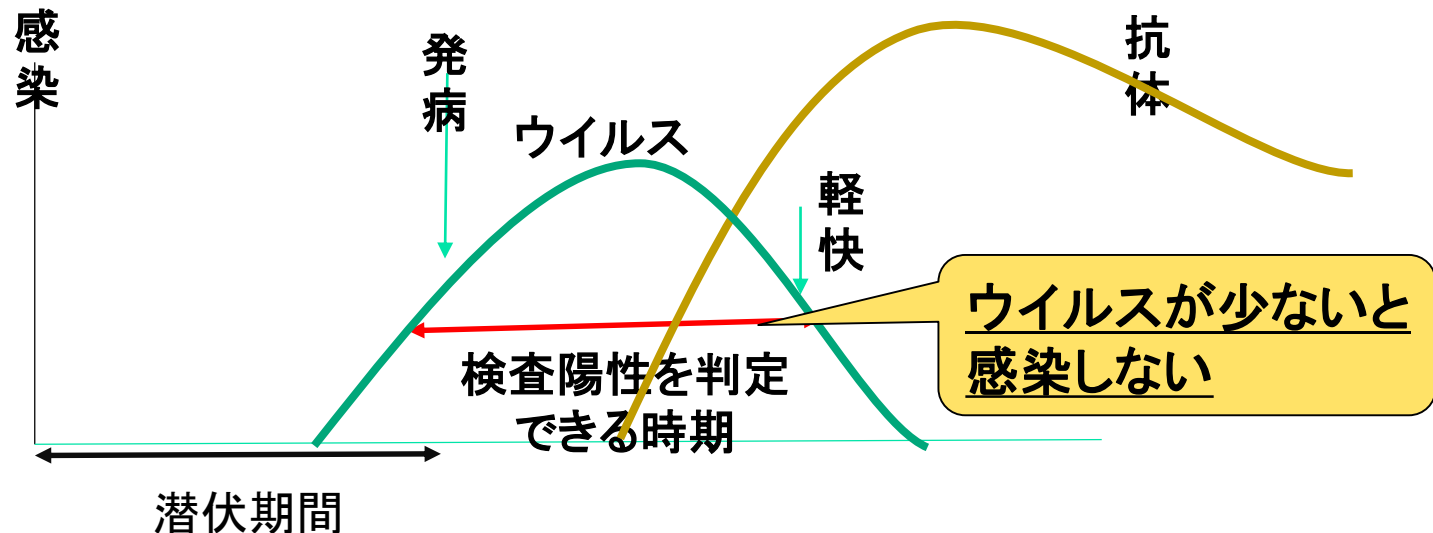 感染
発病
ウイルス
抗体
軽快
ウイルスが少ないと
感染しない
検査陽性を判定
できる時期
潜伏期間